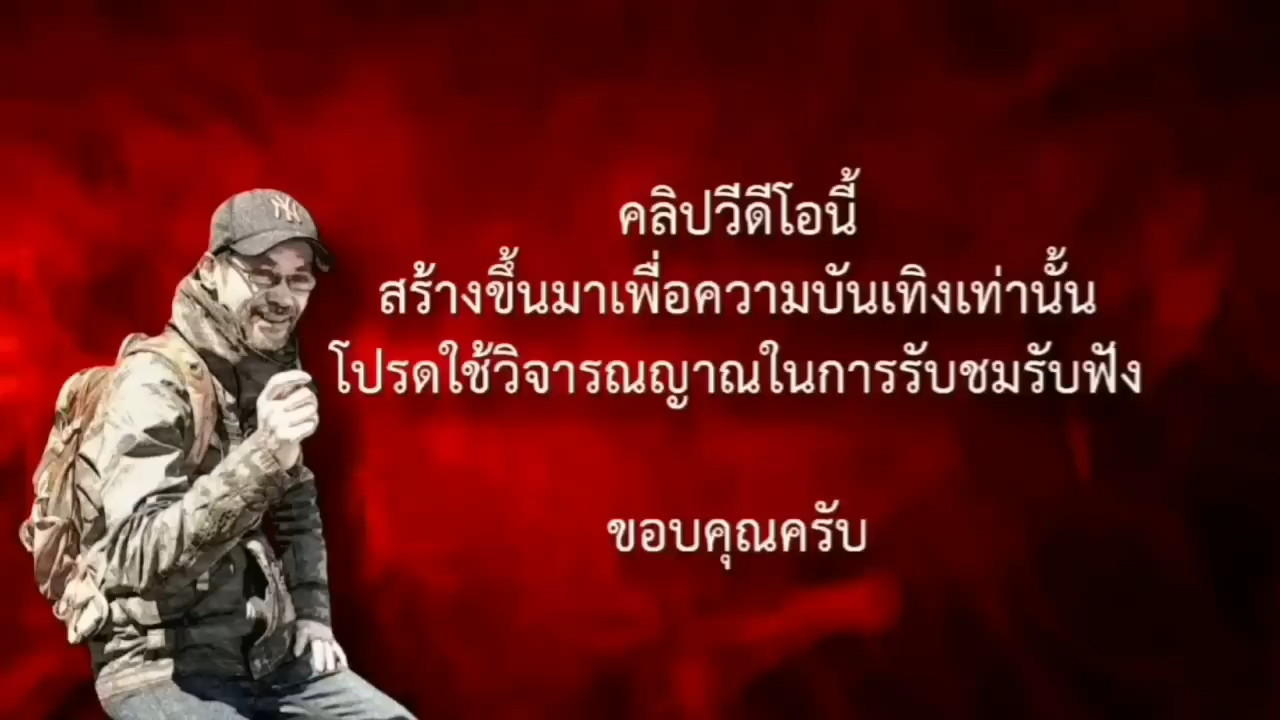 NY
คลิปวีดีโอนี้
สร้างขึ้นมาเพื่อความบันเทิงเท่านั้น
โปรดใช้วิจารณญาณในการรับชมรับฟัง
ขอบคุณครับ